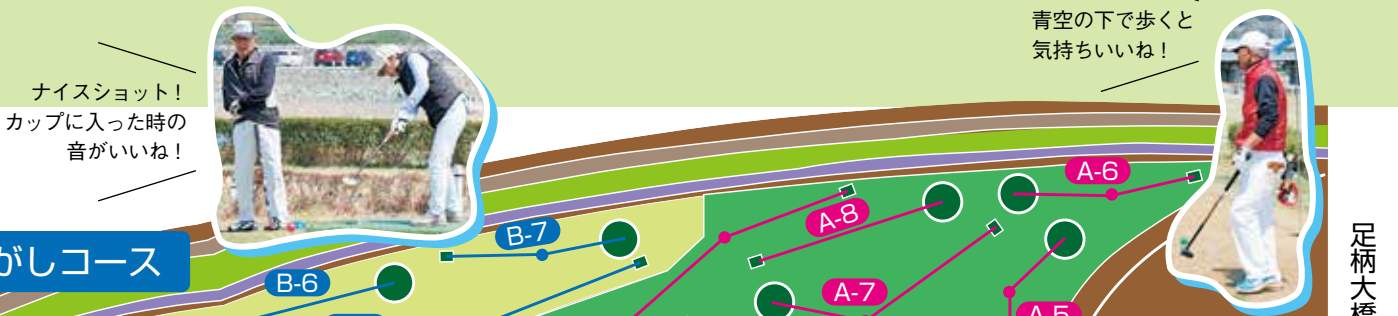 青空の下で歩くと
気持ちいいね！
ナイスショット！
カップに入った時の
音がいいね！
がしコース
B-7
B-6
A-8
A-6
A-7
A-5
足柄大橋